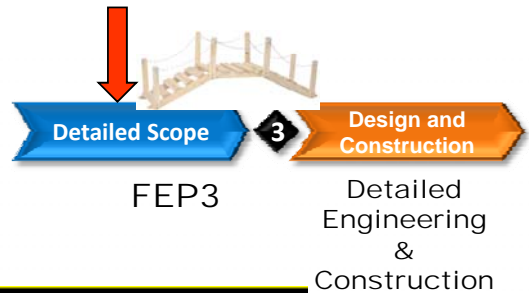 Detailed Scope
3
Design and
Construction
FEP3
Detailed
Engineering
&
Construction